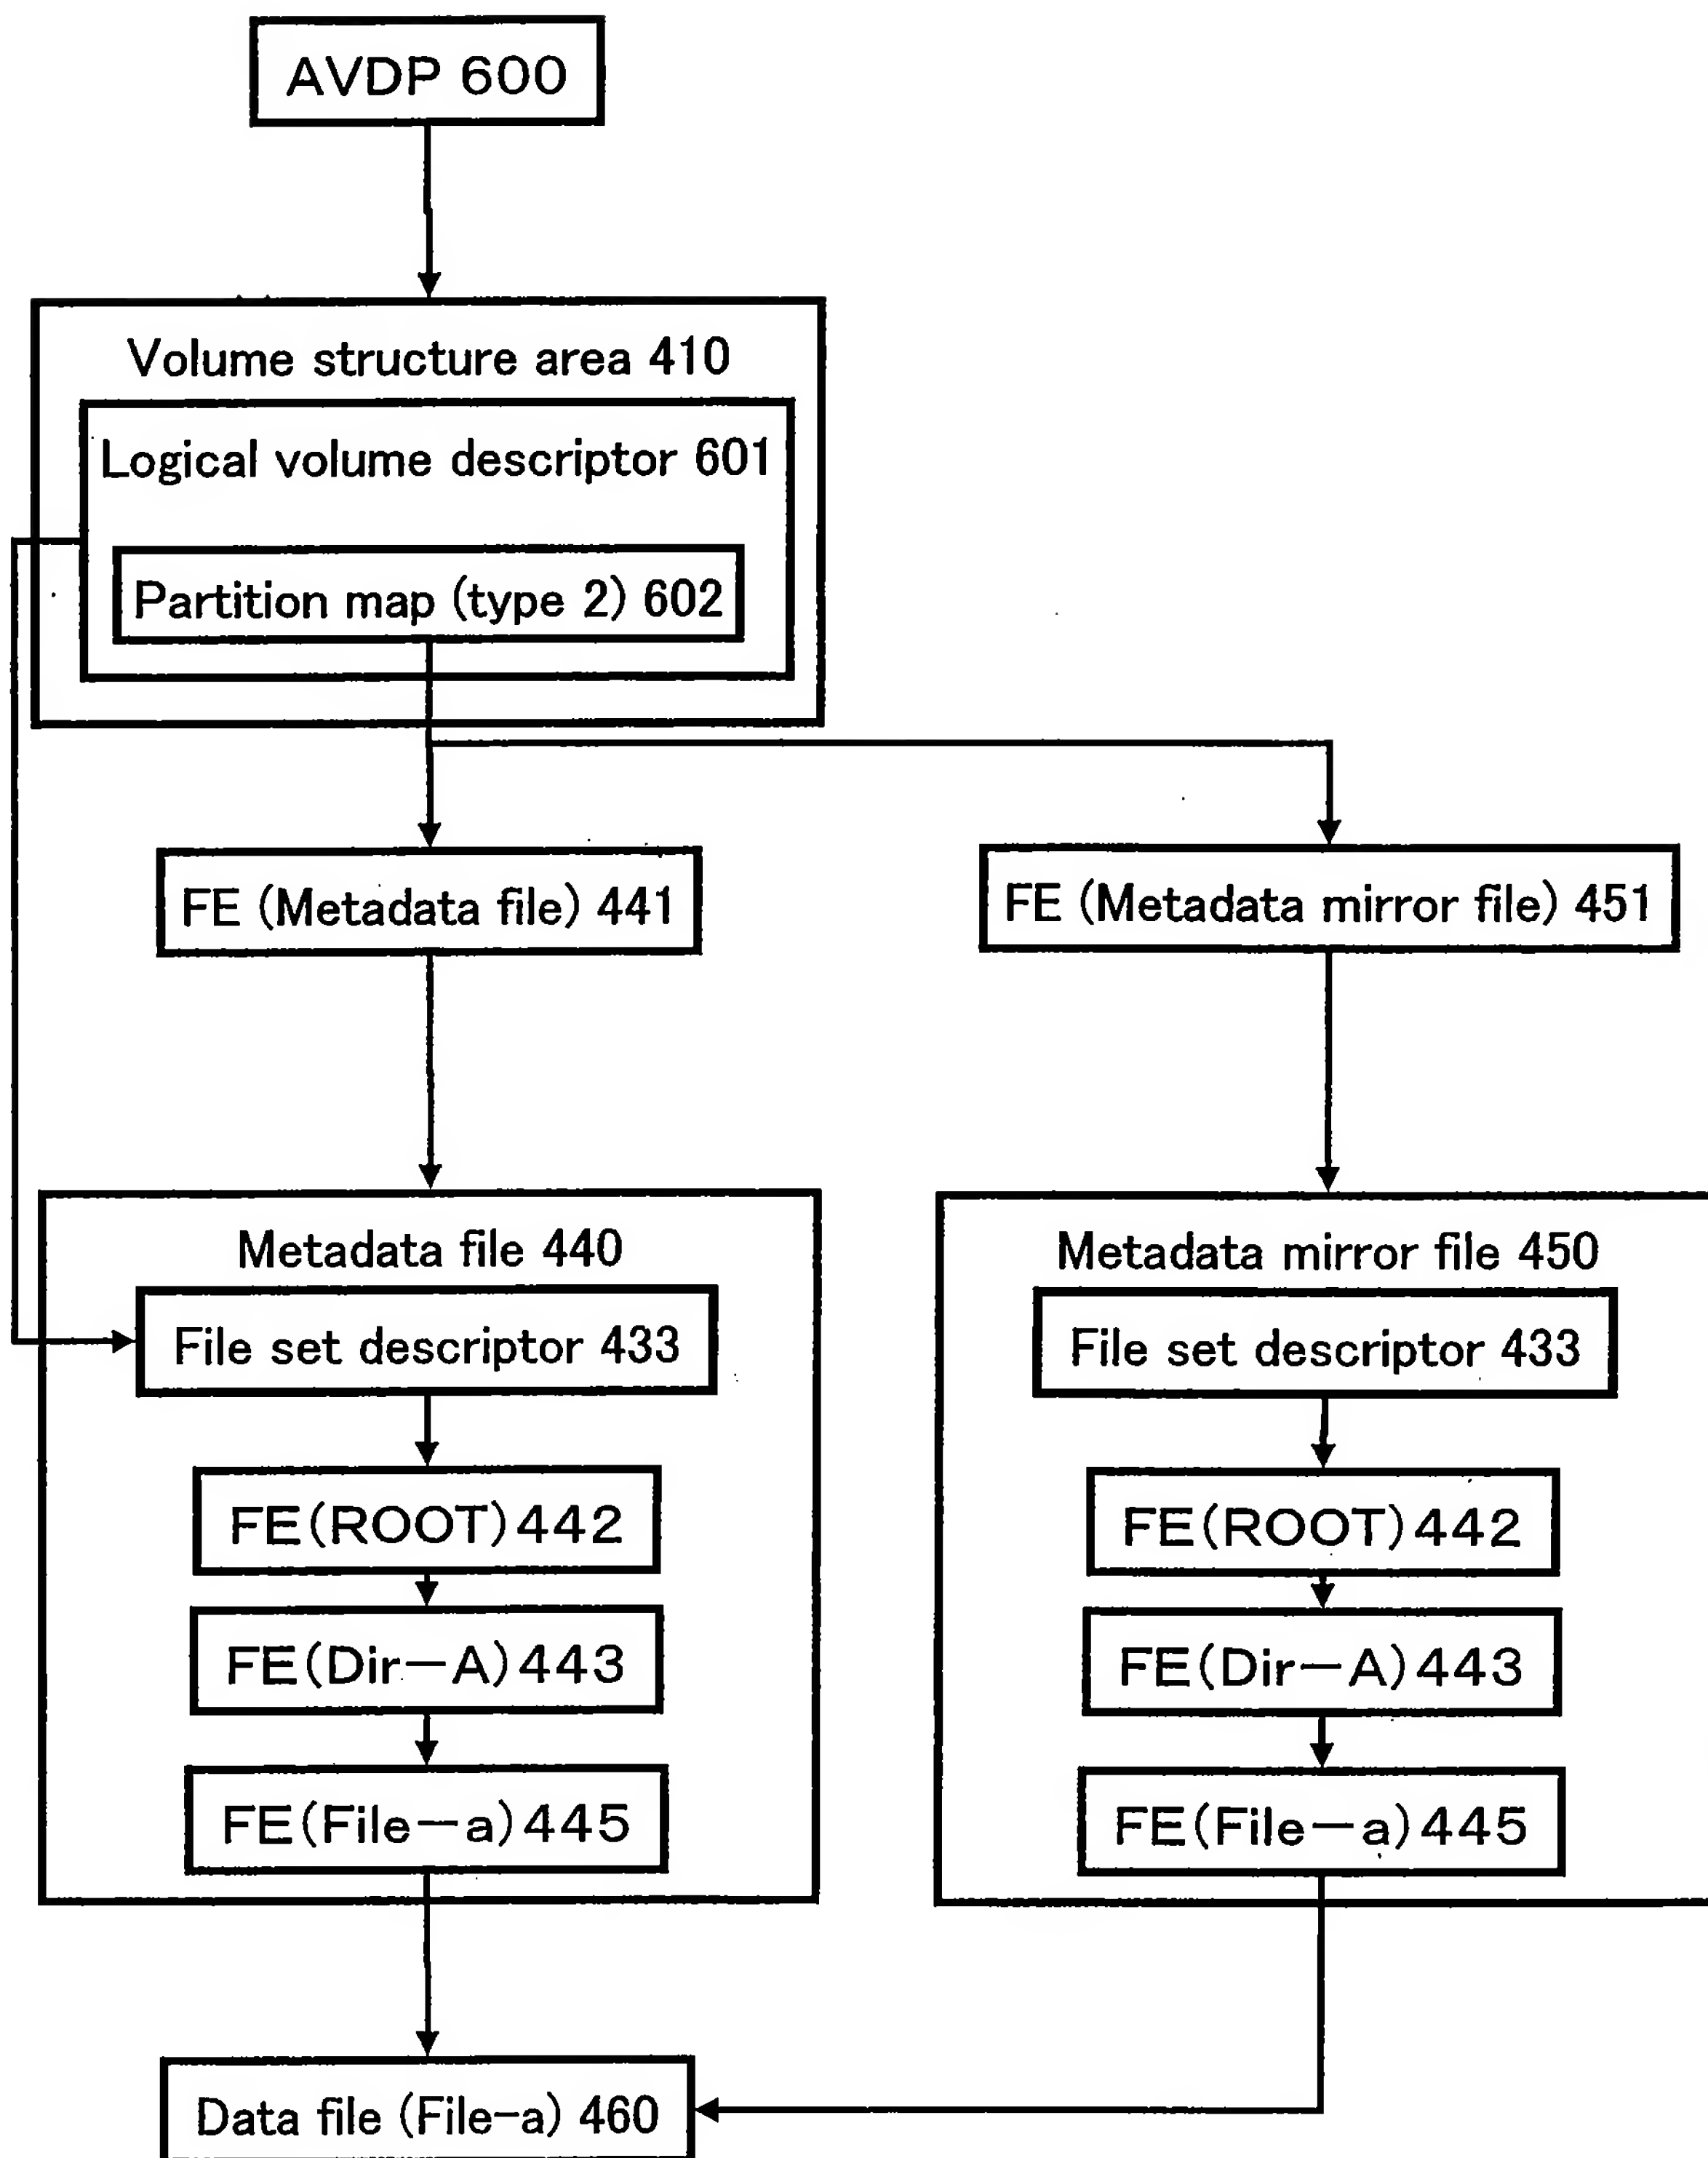 AVDP 600
Volume structure area 410
Logical volume descriptor 601
Partition map (type 2) 602
FE (Metadata file) 441
FE (Metadata mirror file) 451
Metadata file 440
File set descriptor 433
FE(ROOT)442
FE(Dir-A)443
FE(File-a)445
Metadata mirror file 450
File set descriptor 433
FE(ROOT)442
FE(Dir-A)443
FE(File-a)445
Data file (File-a) 460